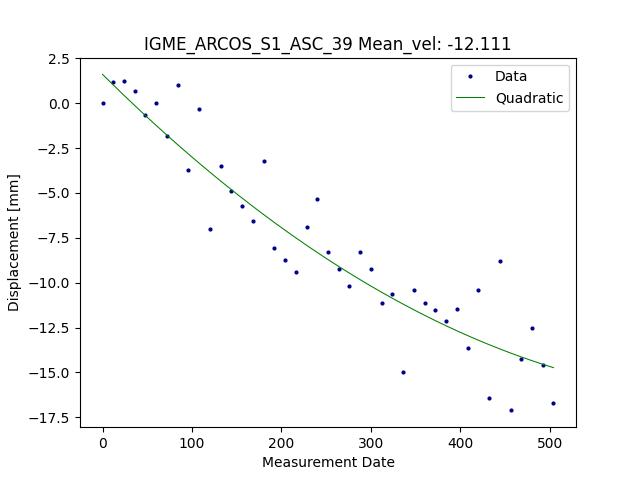 IGME_ARCOS_S1_ASC_39 Mean_vel: -12.111
2.5
0.0
−2.5
−5.0
−7.5
−10.0
−12.5
−15.0
−17.5
Displacement [mm]
Data
Quadratic
0 100 200 300 400 500
Measurement Date